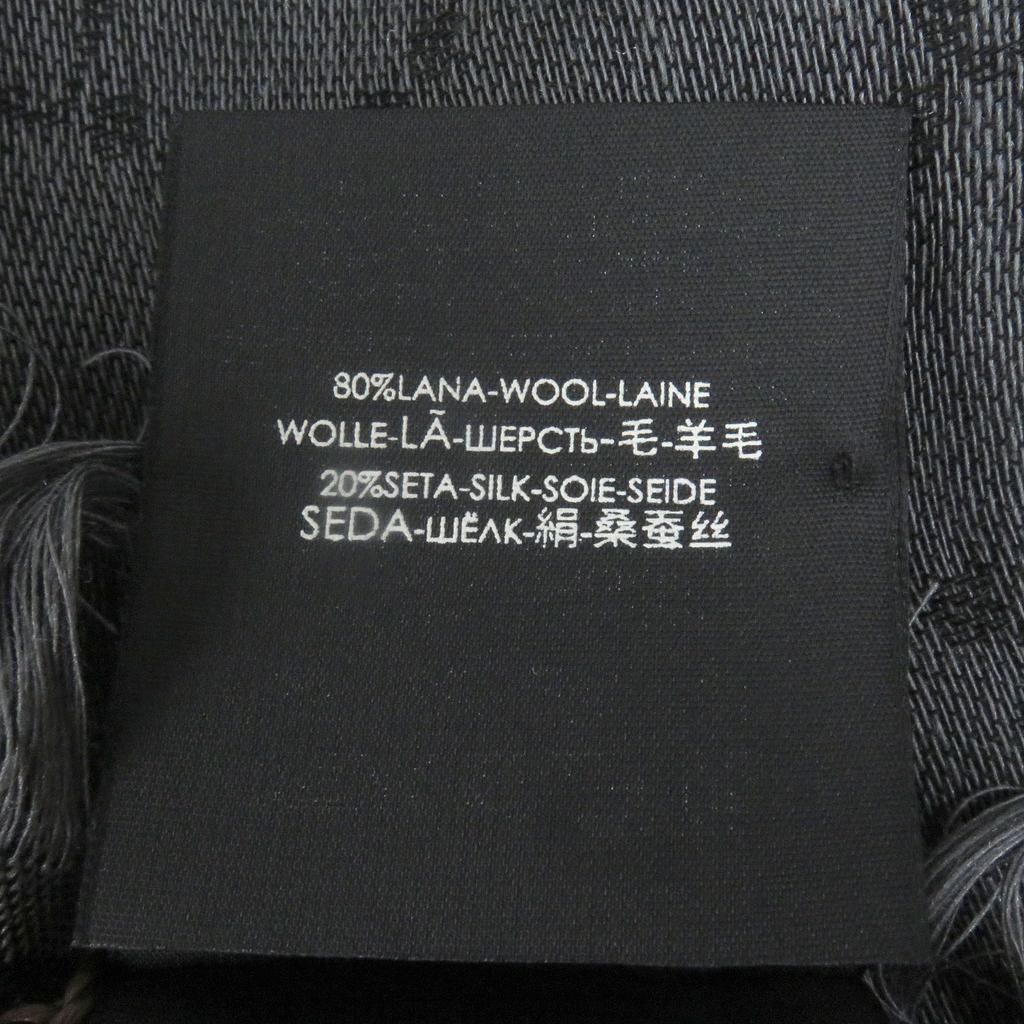 80%LANA-WOOL-LAINE
WOLLE-LÃ-ШЕРСТЬ-毛-羊毛
20%SETA-SILK-SOIE-SEIDE
SEDA-ШЁЛК-絹-桑蚕丝